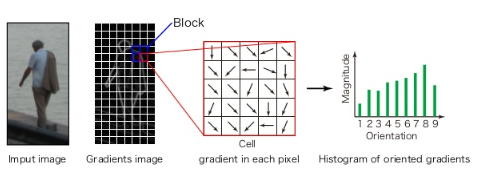 Block
Magnitude
1 2 3 4 5 6 7 8 9
Orientation
Cell
Imput image
Gradients image
gradient in each pixel
Histogram of oriented gradients